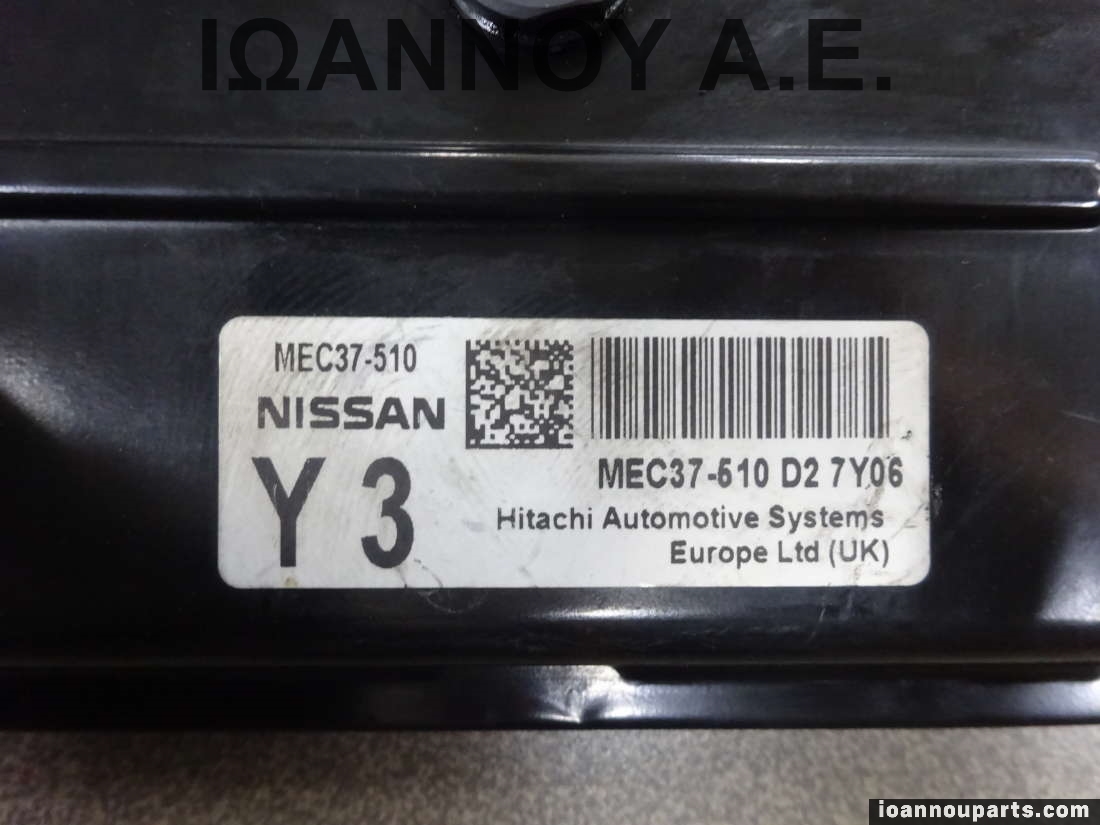 ΙΩΑΝΝΟΥ Α.Ε.
MEC37-510
NISSAN
Y 3
MEC37-510 D2 7Y06
Hitachi Automotive Systems
Europe Ltd (UK)
ioannouparts.com